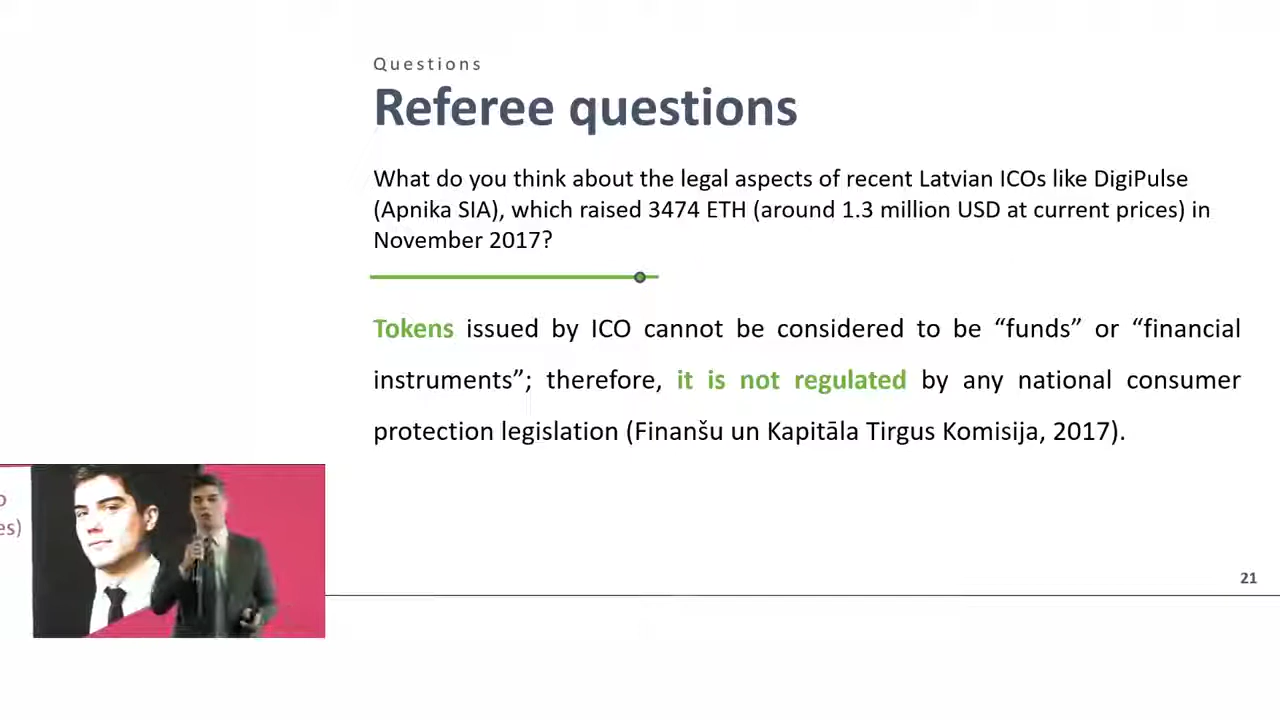 Questions
Referee questions
What do you think about the legal aspects of recent Latvian ICOs like DigiPulse
(Apnika SIA), which raised 3474 ETH (around 1.3 million USD at current prices) in
November 2017?
Tokens issued by ICO cannot be considered to be “funds” or “financial
instruments”; therefore, it is not regulated by any national consumer
protection legislation (Finanšu un Kapitāla Tirgus Komisija, 2017).
es)
21